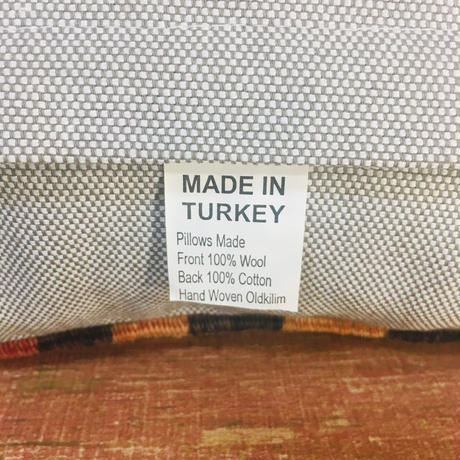 MADE IN
TURKEY
Pillows Made
Front 100% Wool
Back 100% Cotton
Hand Woven Oldkilim